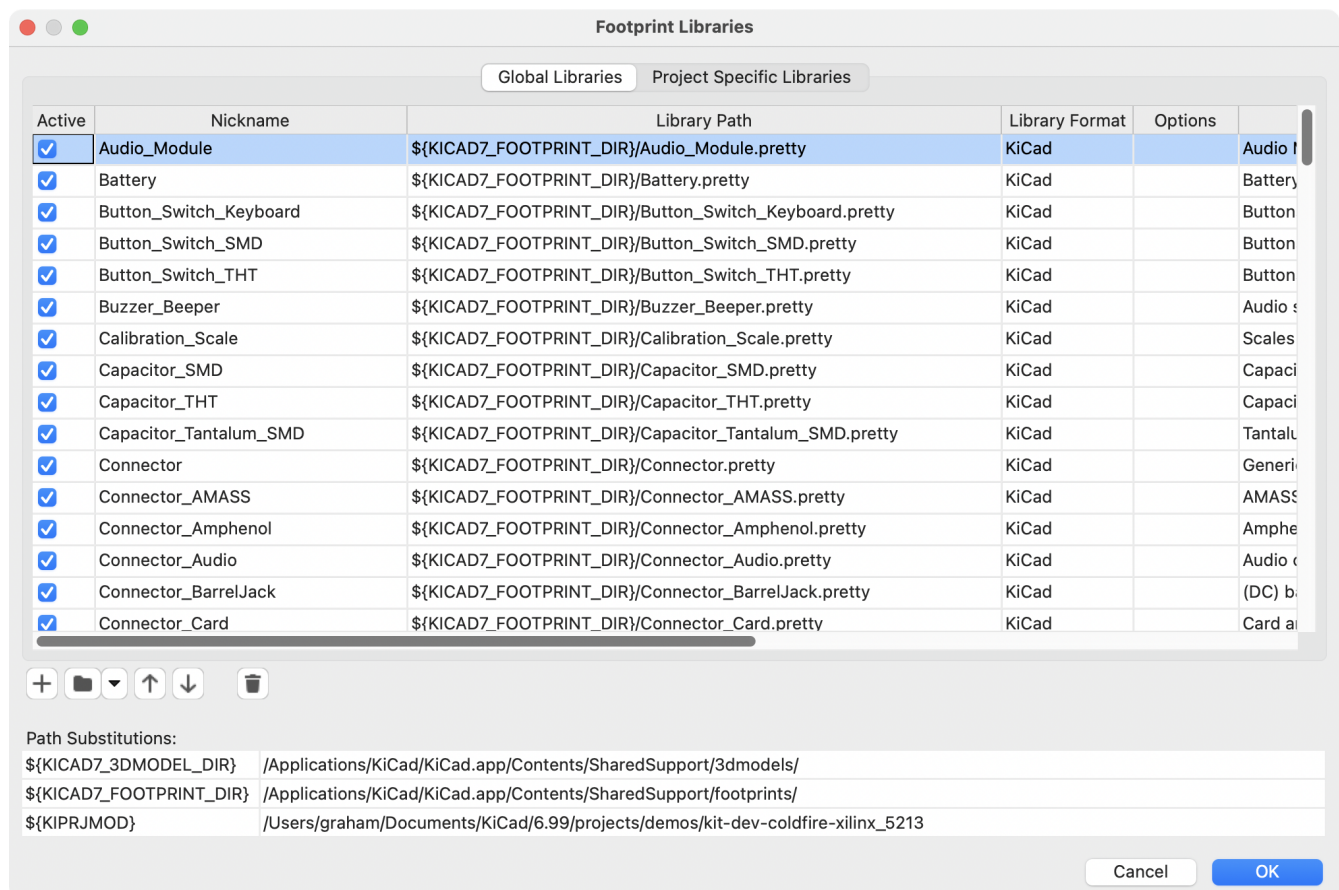 Footprint Libraries
Global Libraries Project Specific Libraries
Active Nickname Library Path Library Format Options
Audio_Module ${KICAD7_FOOTPRINT_DIR}/Audio_Module.pretty KiCad Audio
Battery ${KICAD7_FOOTPRINT_DIR}/Battery.pretty KiCad Battery
Button_Switch_Keyboard ${KICAD7_FOOTPRINT_DIR}/Button_Switch_Keyboard.pretty KiCad Button
Button_Switch_SMD ${KICAD7_FOOTPRINT_DIR}/Button_Switch_SMD.pretty KiCad Button
Button_Switch_THT ${KICAD7_FOOTPRINT_DIR}/Button_Switch_THT.pretty KiCad Button
Buzzer_Beeper ${KICAD7_FOOTPRINT_DIR}/Buzzer_Beeper.pretty KiCad Audio s
Calibration_Scale ${KICAD7_FOOTPRINT_DIR}/Calibration_Scale.pretty KiCad Scales
Capacitor_SMD ${KICAD7_FOOTPRINT_DIR}/Capacitor_SMD.pretty KiCad Capaci
Capacitor_THT ${KICAD7_FOOTPRINT_DIR}/Capacitor_THT.pretty KiCad Capaci
Capacitor_Tantalum_SMD ${KICAD7_FOOTPRINT_DIR}/Capacitor_Tantalum_SMD.pretty KiCad Tantalu
Connector ${KICAD7_FOOTPRINT_DIR}/Connector.pretty KiCad Generi
Connector_AMASS ${KICAD7_FOOTPRINT_DIR}/Connector_AMASS.pretty KiCad AMASS
Connector_Amphenol ${KICAD7_FOOTPRINT_DIR}/Connector_Amphenol.pretty KiCad Amphe
Connector_Audio ${KICAD7_FOOTPRINT_DIR}/Connector_Audio.pretty KiCad Audio
Connector_BarrelJack ${KICAD7_FOOTPRINT_DIR}/Connector_BarrelJack.pretty KiCad (DC) ba
Connector_Card ${KICAD7_FOOTPRINT_DIR}/Connector_Card.pretty KiCad Card
Path Substitutions:
${KICAD7_3DMODEL_DIR} /Applications/KiCad/KiCad.app/Contents/SharedSupport/3dmodels/
${KICAD7_FOOTPRINT_DIR} /Applications/KiCad/KiCad.app/Contents/SharedSupport/footprints/
${KIPRJMOD} /Users/graham/Documents/KiCad/6.99/projects/demos/kit-dev-coldfire-xilinx_5213
Cancel OK